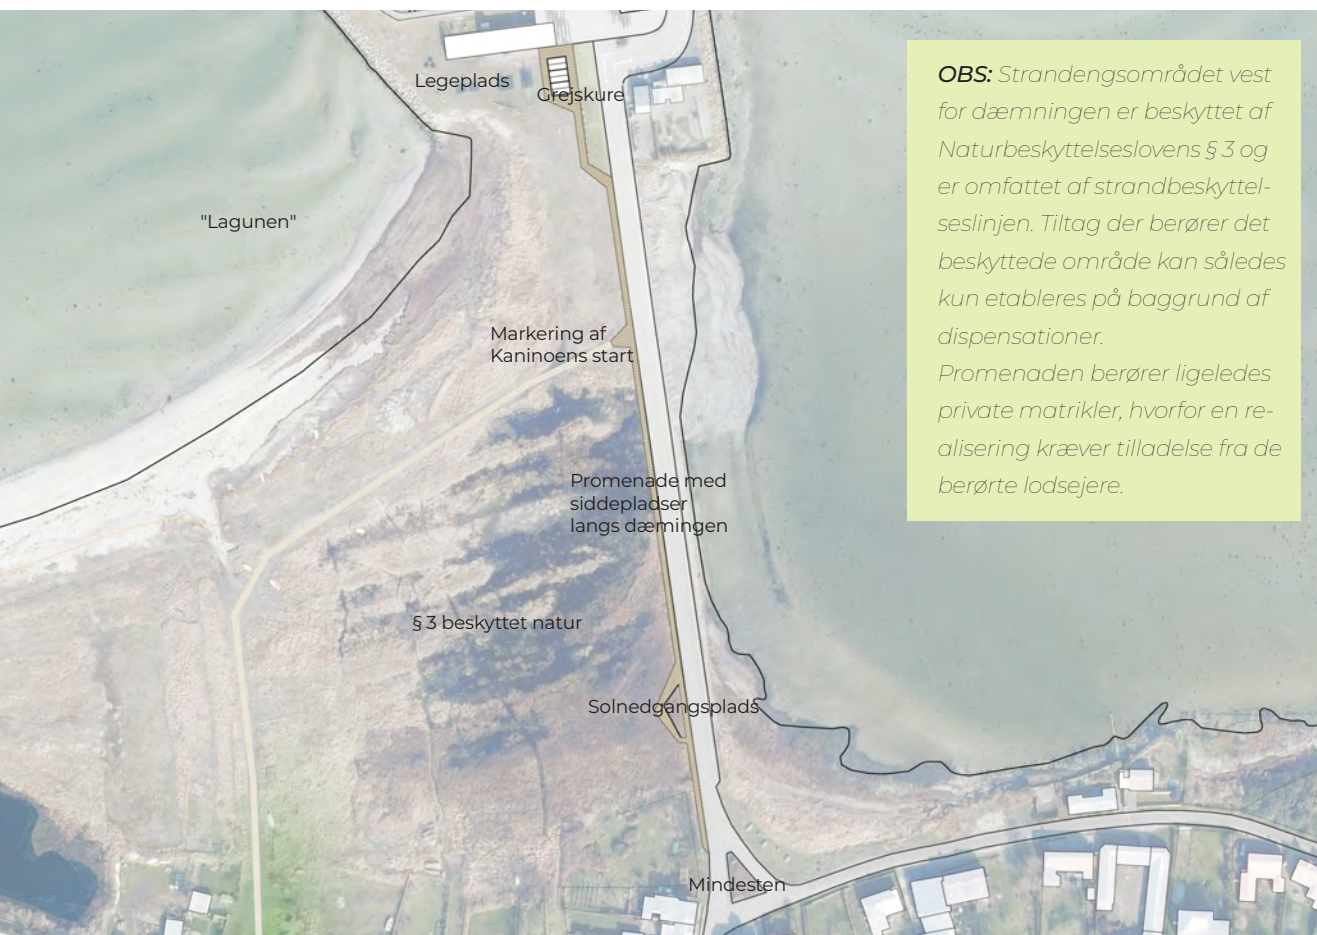 Legeplads
Grejskure
"Lagunen"
Markering af
Kaninoens start
Promenade med
siddepladser
langs dæmingen
§ 3 beskyttet natur
Solnedgangsplads
Mindesten
OBS: Strandengsområdet vest
for dæmningen er beskyttet af
Naturbeskyttelseslovens § 3 og
er omfattet af strandbeskyttel-
seslinjen. Tiltag der berører det
beskyttede område kan således
kun etableres på baggrund af
dispensationer.
Promenaden berører ligeledes
private matrikler, hvorfor en re-
alisering kræver tilladelse fra de
berørte lodsejere.